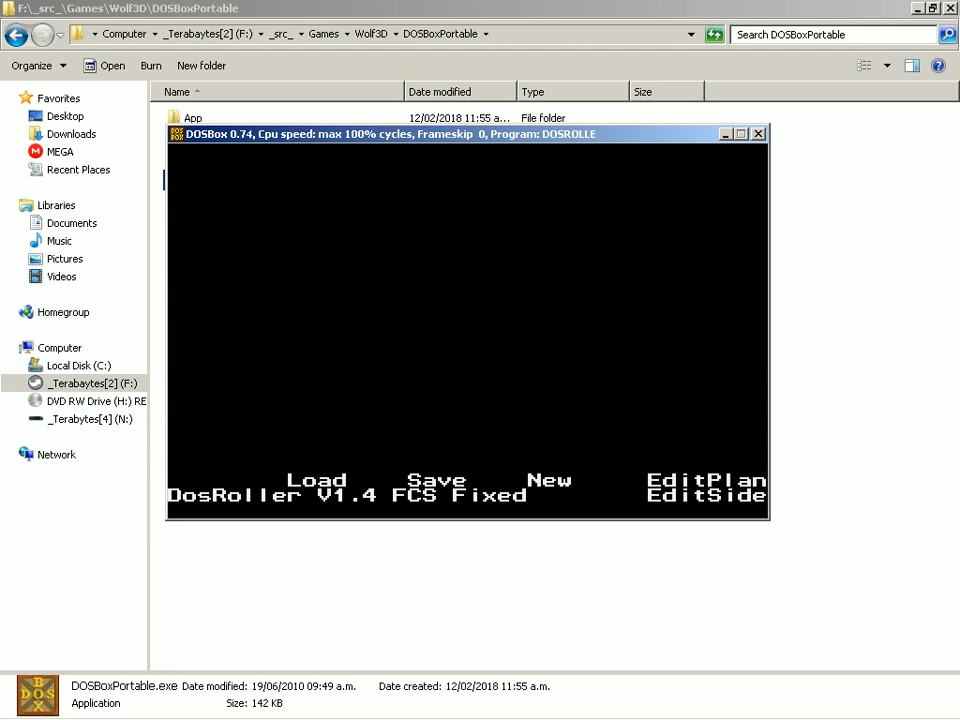 F:\_src_\Games\Wolf3D\DOSBoxPortable
Computer _Terabaytes[2] (F:) _src_ Games Wolf3D DOSBoxPortable Search DOSBoxPortable
Organize Open Burn New folder
Name Date modified Type Size
Favorites
Desktop
Downloads
MEGA
Recent Places
Libraries
Documents
Music
Pictures
Videos
Homegroup
Computer
Local Disk (C:)
_Terabaytes[2] (F:)
DVD RW Drive (H:) RE
_Terabytes[4] (N:)
Network
App 12/02/2018 11:55 a.m... File folder
DOSBox 0.74, Cpu speed: max 100% cycles, Frameskip 0, Program: DOSROLLE
Load Save New EditPlan
DosRoller V1.4 FCS Fixed EditSide
DOSBoxPortable.exe Date modified: 19/06/2010 09:49 a.m. Date created: 12/02/2018 11:55 a.m.
Application Size: 142 KB
DOS BOX